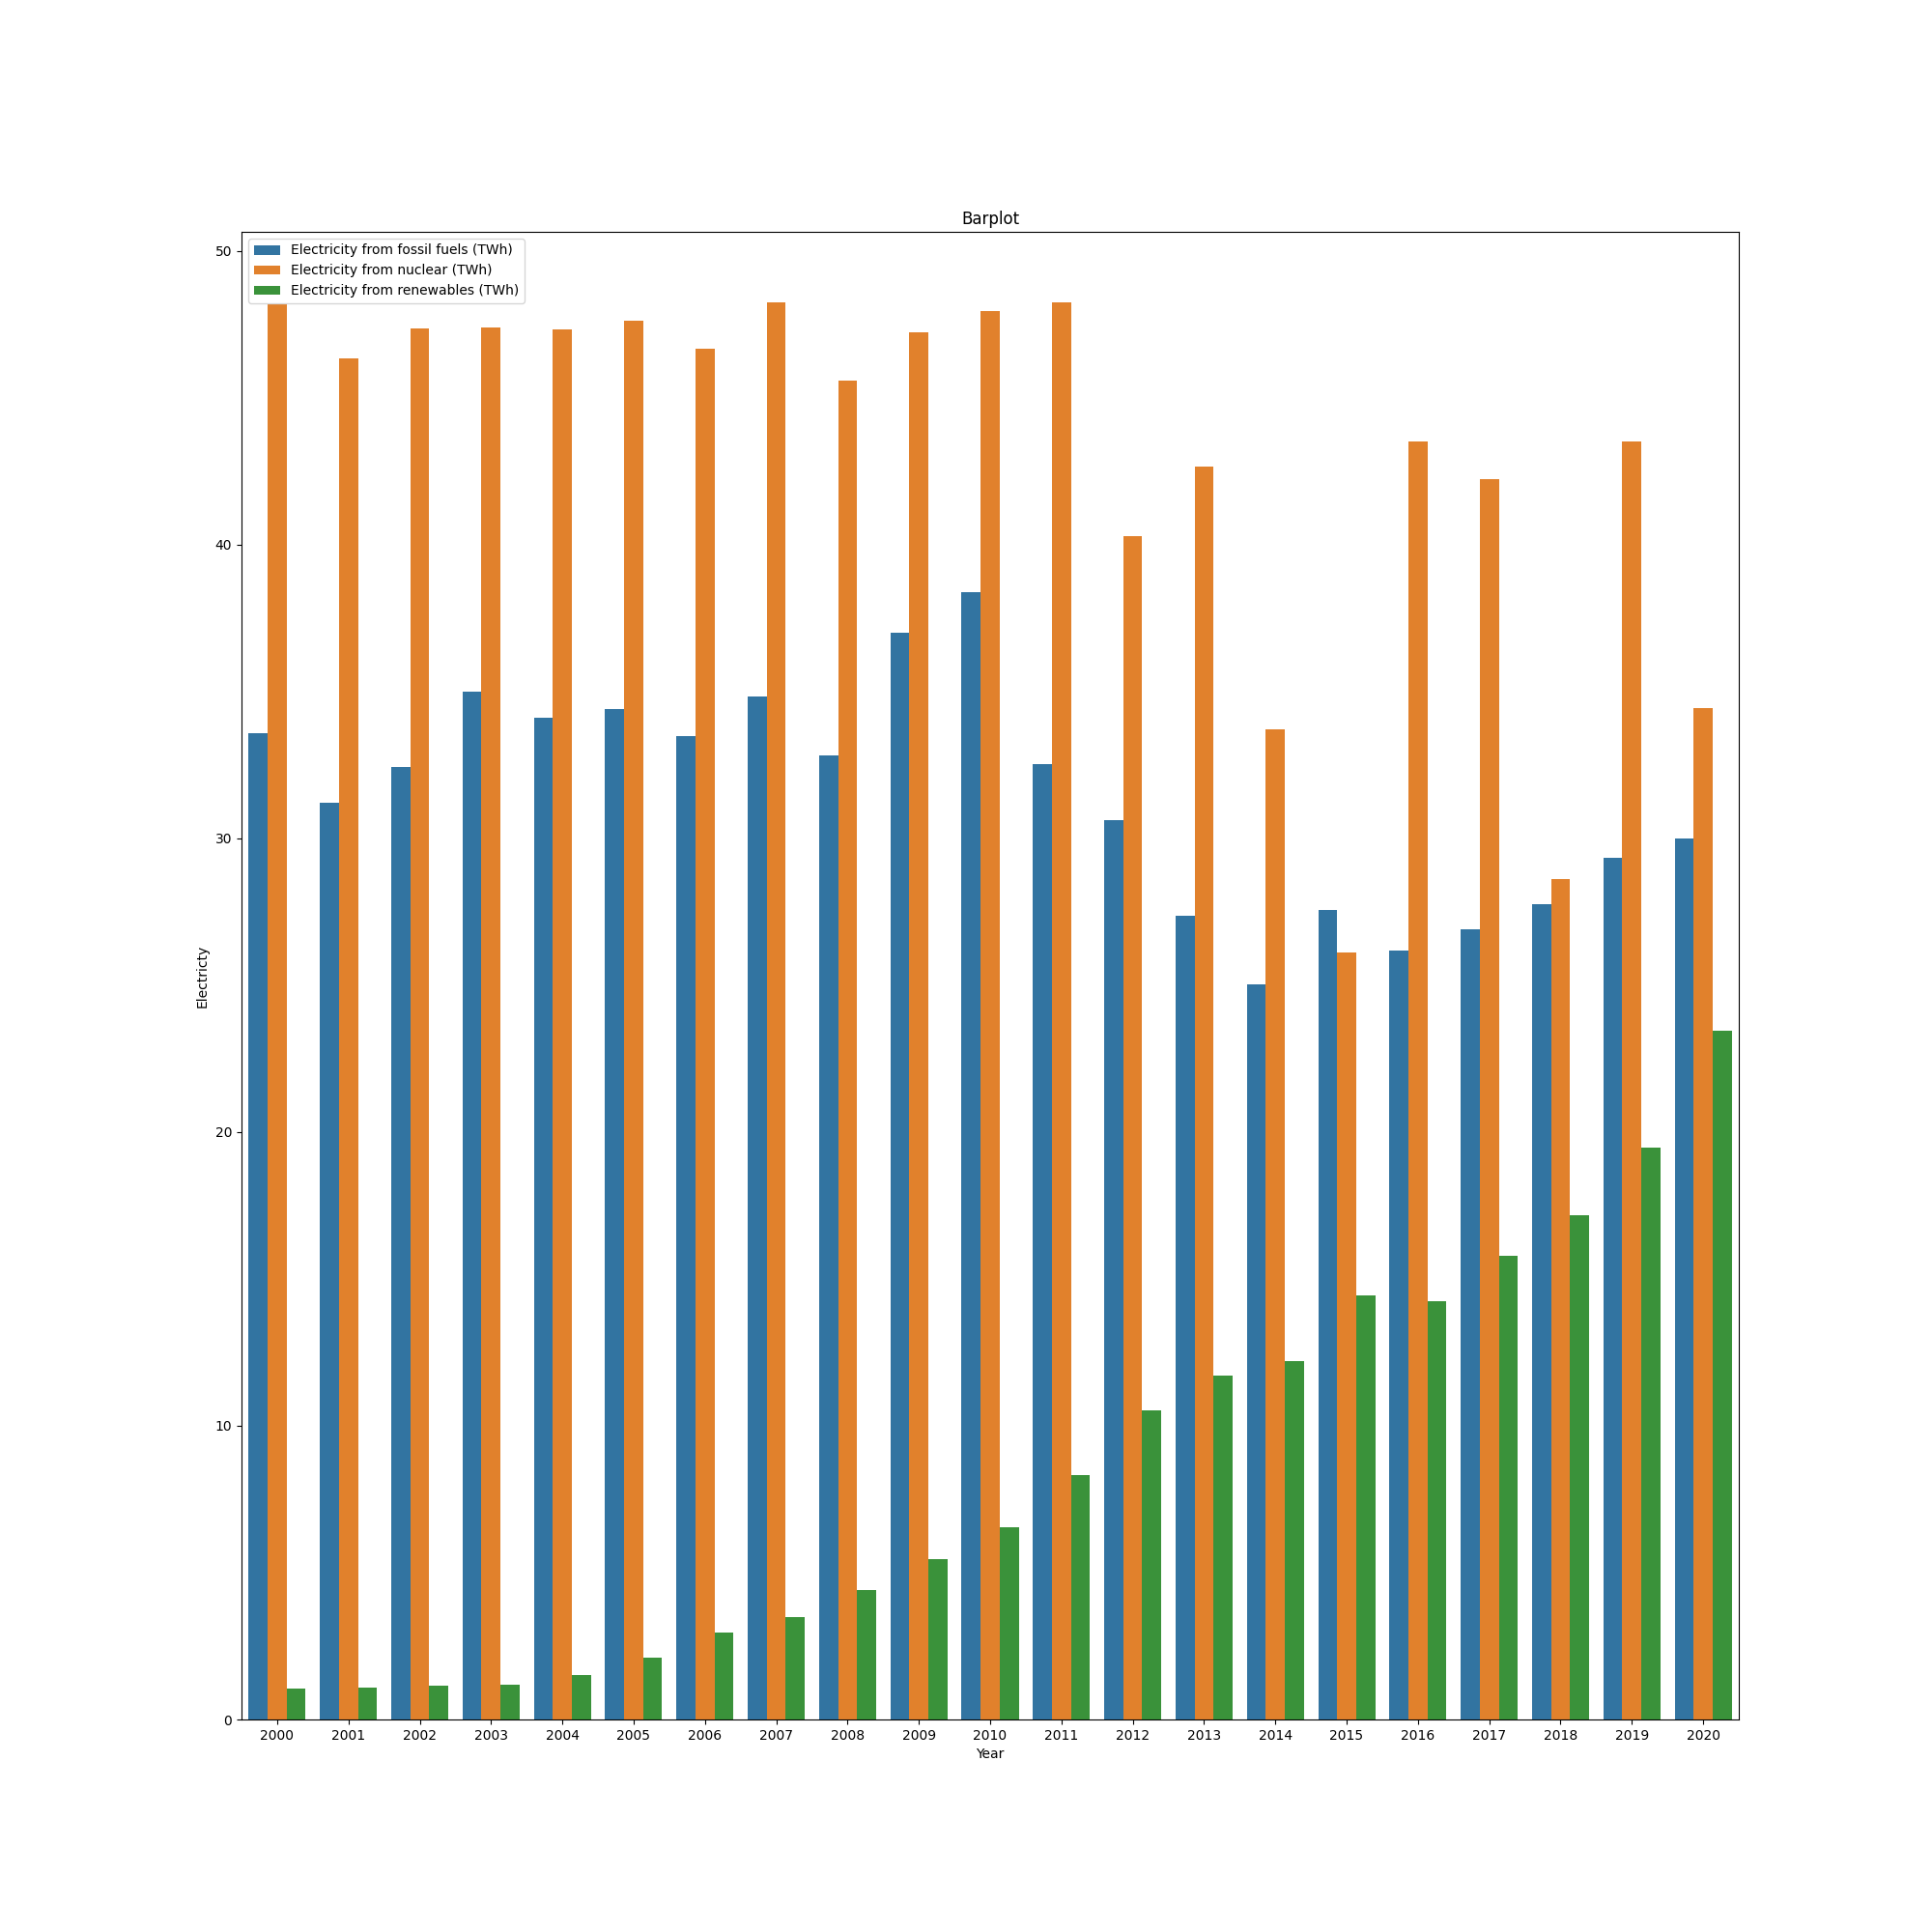 Barplot
Electricity from fossil fuels (TWh)
Electricity from nuclear (TWh)
Electricity from renewables (TWh)
50
40
30
20
10
0
Electricty
2000 2001 2002 2003 2004 2005 2006 2007 2008 2009 2010 2011 2012 2013 2014 2015 2016 2017 2018 2019 2020
Year